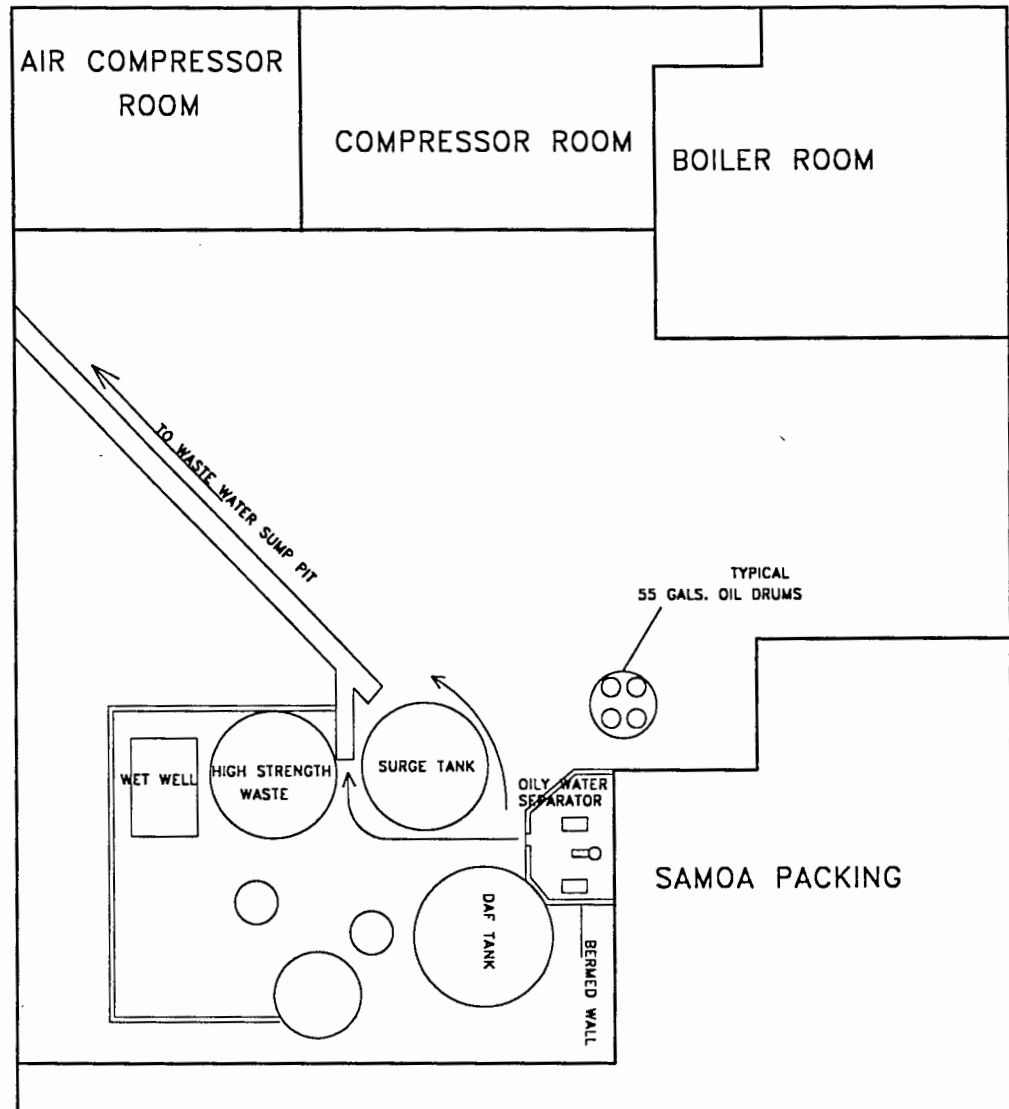 AIR COMPRESSOR
ROOM
COMPRESSOR ROOM
BOILER ROOM
TO WASTE WATER SUMP PIT
TYPICAL
55 GALS. OIL DRUMS
WET WELL
HIGH STRENGTH
WASTE
SURGE TANK
OILY WATER
SEPARATOR
SAMOA PACKING
DAF TANK
BERMED WALL